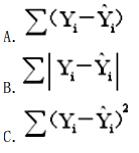 A. ∑(Yᵢ−Ŷᵢ)
B. ∑|Yᵢ−Ŷᵢ|
C. ∑(Yᵢ−Ŷᵢ)²